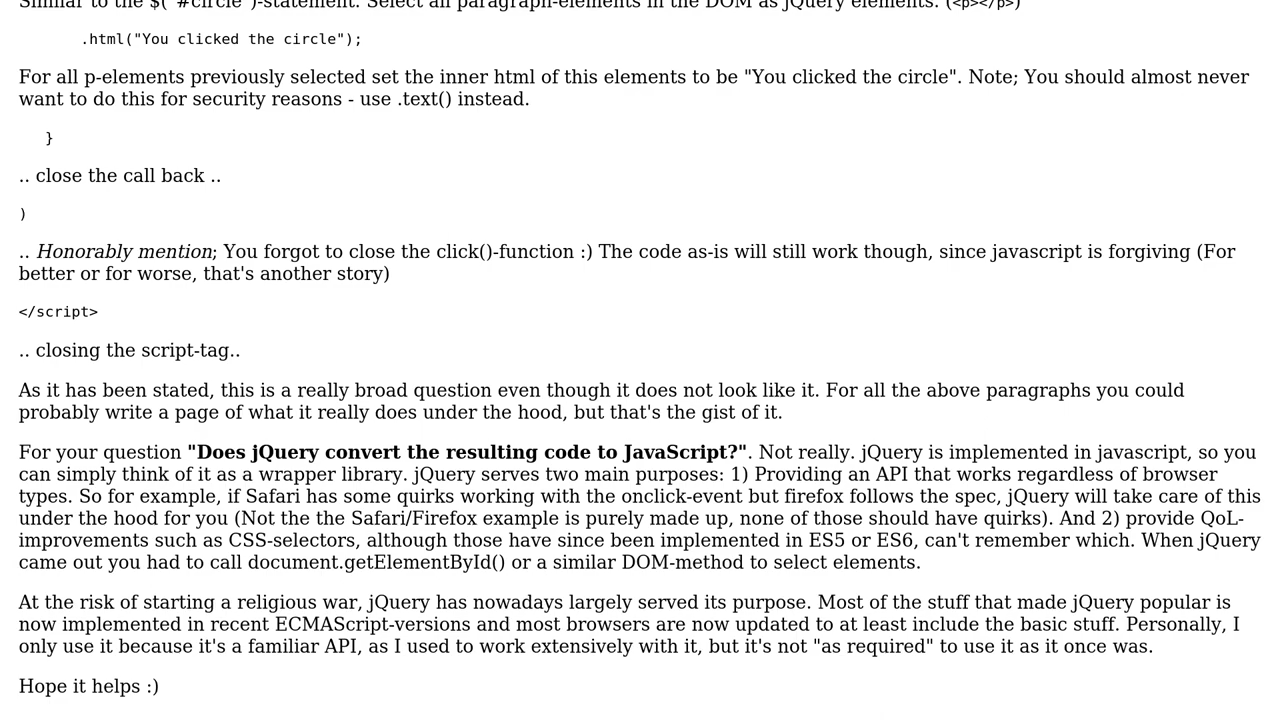 Similar to the $("#circle")-statement. Select all paragraph-elements in the DOM as jQuery elements. (<p></p>)
.html("You clicked the circle");
For all p-elements previously selected set the inner html of this elements to be "You clicked the circle". Note; You should almost never
want to do this for security reasons - use .text() instead.
}
.. close the call back ..
)
.. Honorably mention; You forgot to close the click()-function :) The code as-is will still work though, since javascript is forgiving (For
better or for worse, that's another story)
</script>
.. closing the script-tag..
As it has been stated, this is a really broad question even though it does not look like it. For all the above paragraphs you could
probably write a page of what it really does under the hood, but that's the gist of it.
For your question "Does jQuery convert the resulting code to JavaScript?". Not really. jQuery is implemented in javascript, so you
can simply think of it as a wrapper library. jQuery serves two main purposes: 1) Providing an API that works regardless of browser
types. So for example, if Safari has some quirks working with the onclick-event but firefox follows the spec, jQuery will take care of this
under the hood for you (Not the the Safari/Firefox example is purely made up, none of those should have quirks). And 2) provide QoL-
improvements such as CSS-selectors, although those have since been implemented in ES5 or ES6, can't remember which. When jQuery
came out you had to call document.getElementById() or a similar DOM-method to select elements.
At the risk of starting a religious war, jQuery has nowadays largely served its purpose. Most of the stuff that made jQuery popular is
now implemented in recent ECMAScript-versions and most browsers are now updated to at least include the basic stuff. Personally, I
only use it because it's a familiar API, as I used to work extensively with it, but it's not "as required" to use it as it once was.
Hope it helps :)